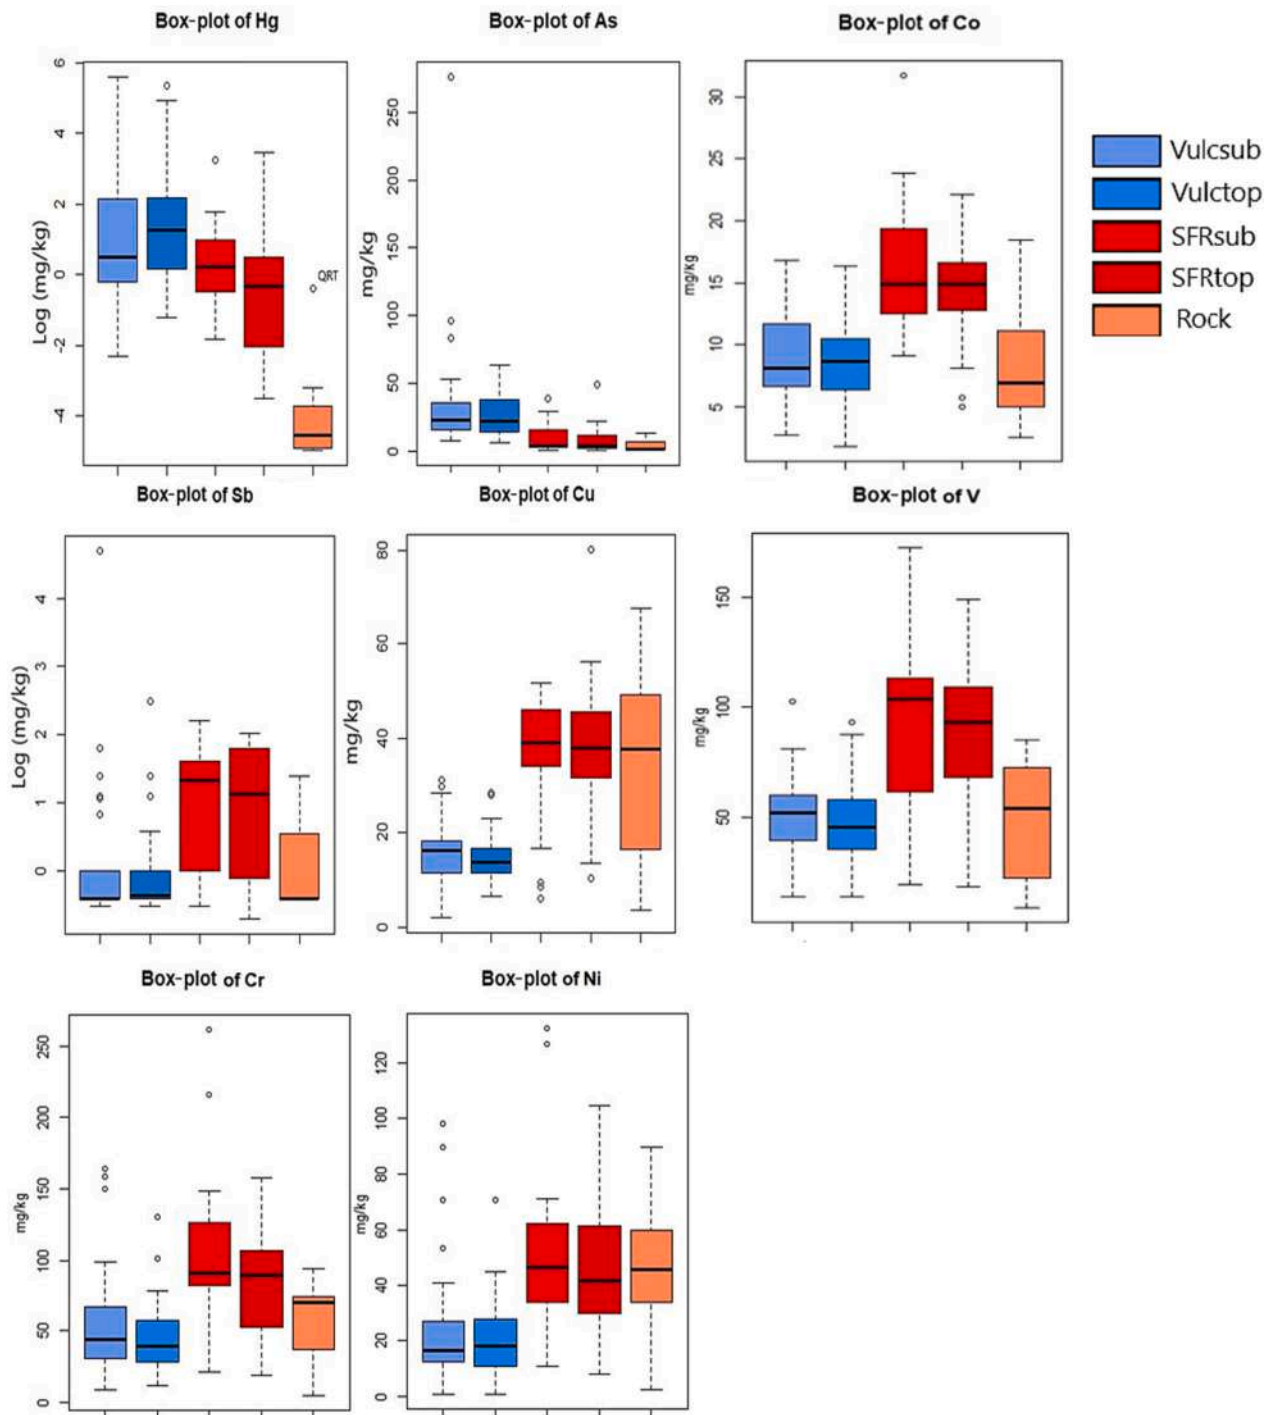 Box-plot of Hg
Box-plot of As
Box-plot of Co
6
4
2
0
-2
-4
Log (mg/kg)
QRT
250
200
150
100
50
0
mg/kg
30
25
20
15
10
5
mg/kg
Vulcsub
Vulctop
SFRsub
SFRtop
Rock
Box-plot of Sb
Box-plot of Cu
Box-plot of V
4
3
2
1
0
Log (mg/kg)
80
60
40
20
0
mg/kg
150
100
50
mg/kg
Box-plot of Cr
Box-plot of Ni
250
200
150
100
50
0
mg/kg
120
100
80
60
40
20
0
mg/kg